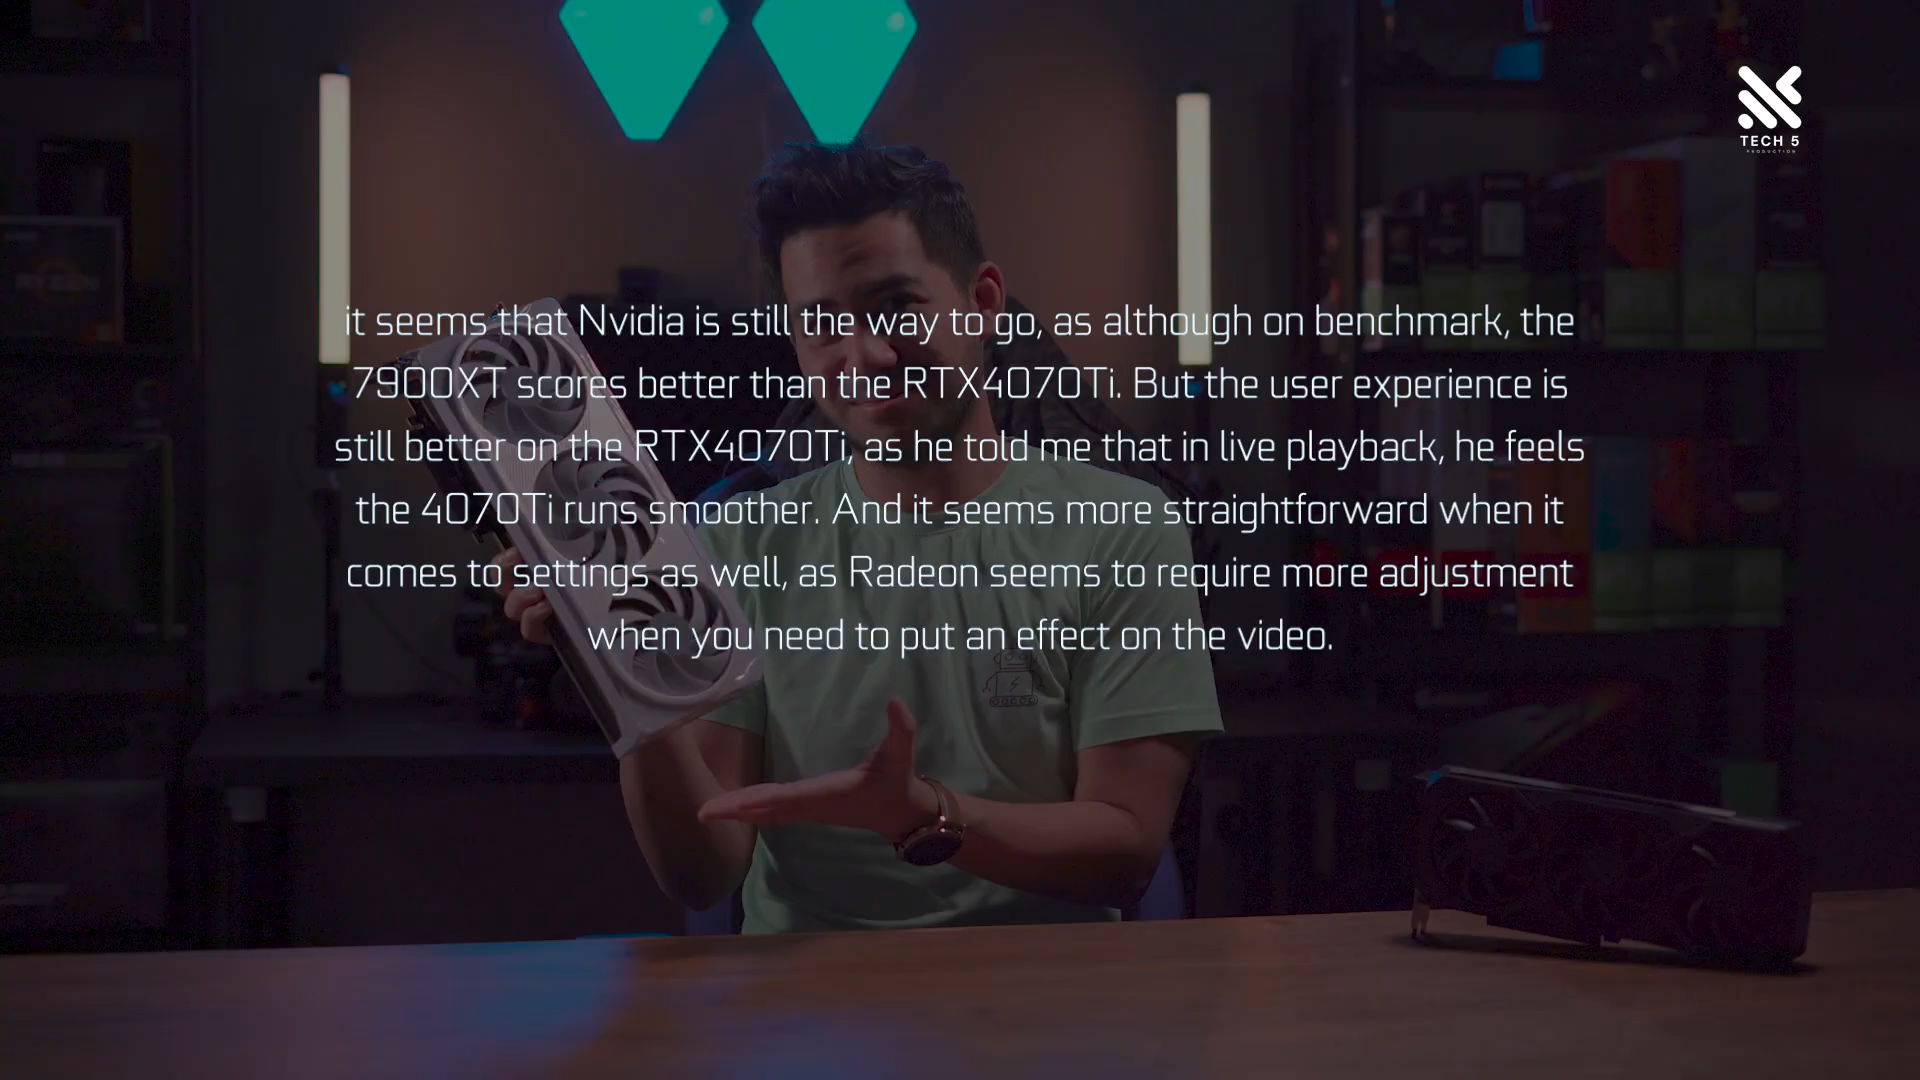 TECH 5
PRODUCTION
it seems that Nvidia is still the way to go, as although on benchmark, the
7900XT scores better than the RTX4070Ti. But the user experience is
still better on the RTX4070Ti, as he told me that in live playback, he feels
the 4070Ti runs smoother. And it seems more straightforward when it
comes to settings as well, as Radeon seems to require more adjustment
when you need to put an effect on the video.
RYZEN